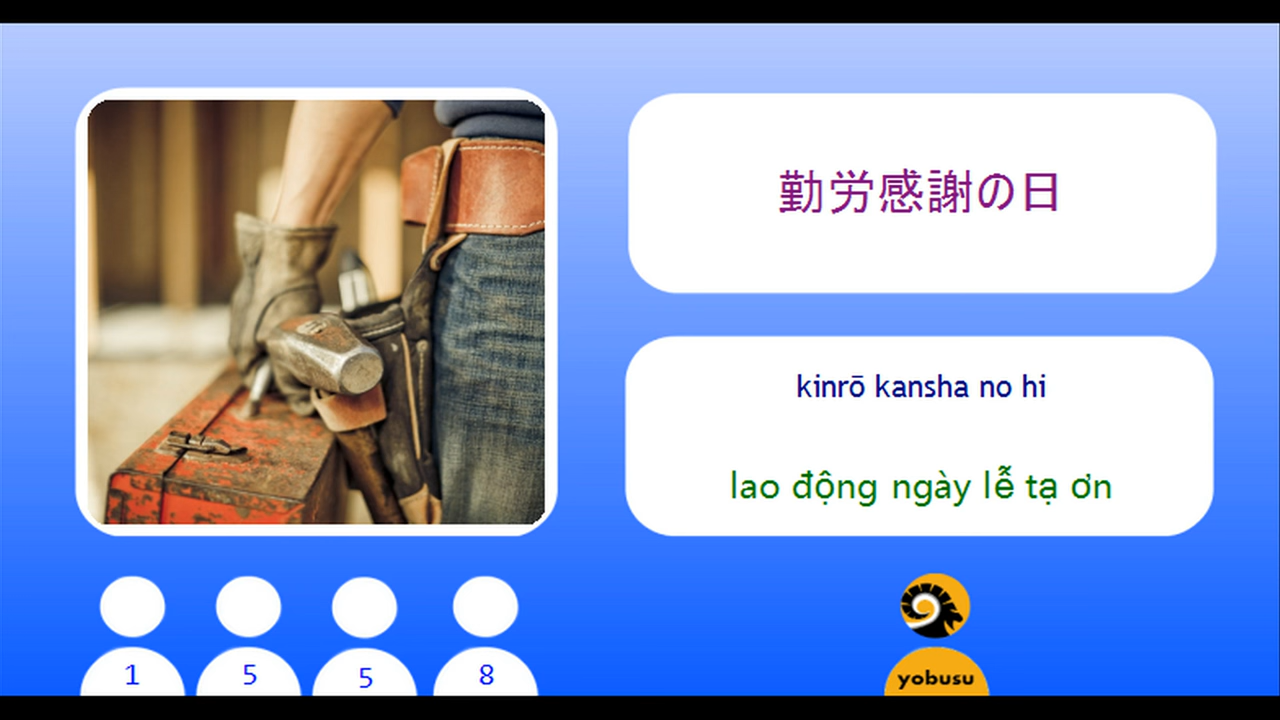 勤労感謝の日
kinrō kansha no hi
lao động ngày lễ tạ ơn
1 5 5 8
yobusu